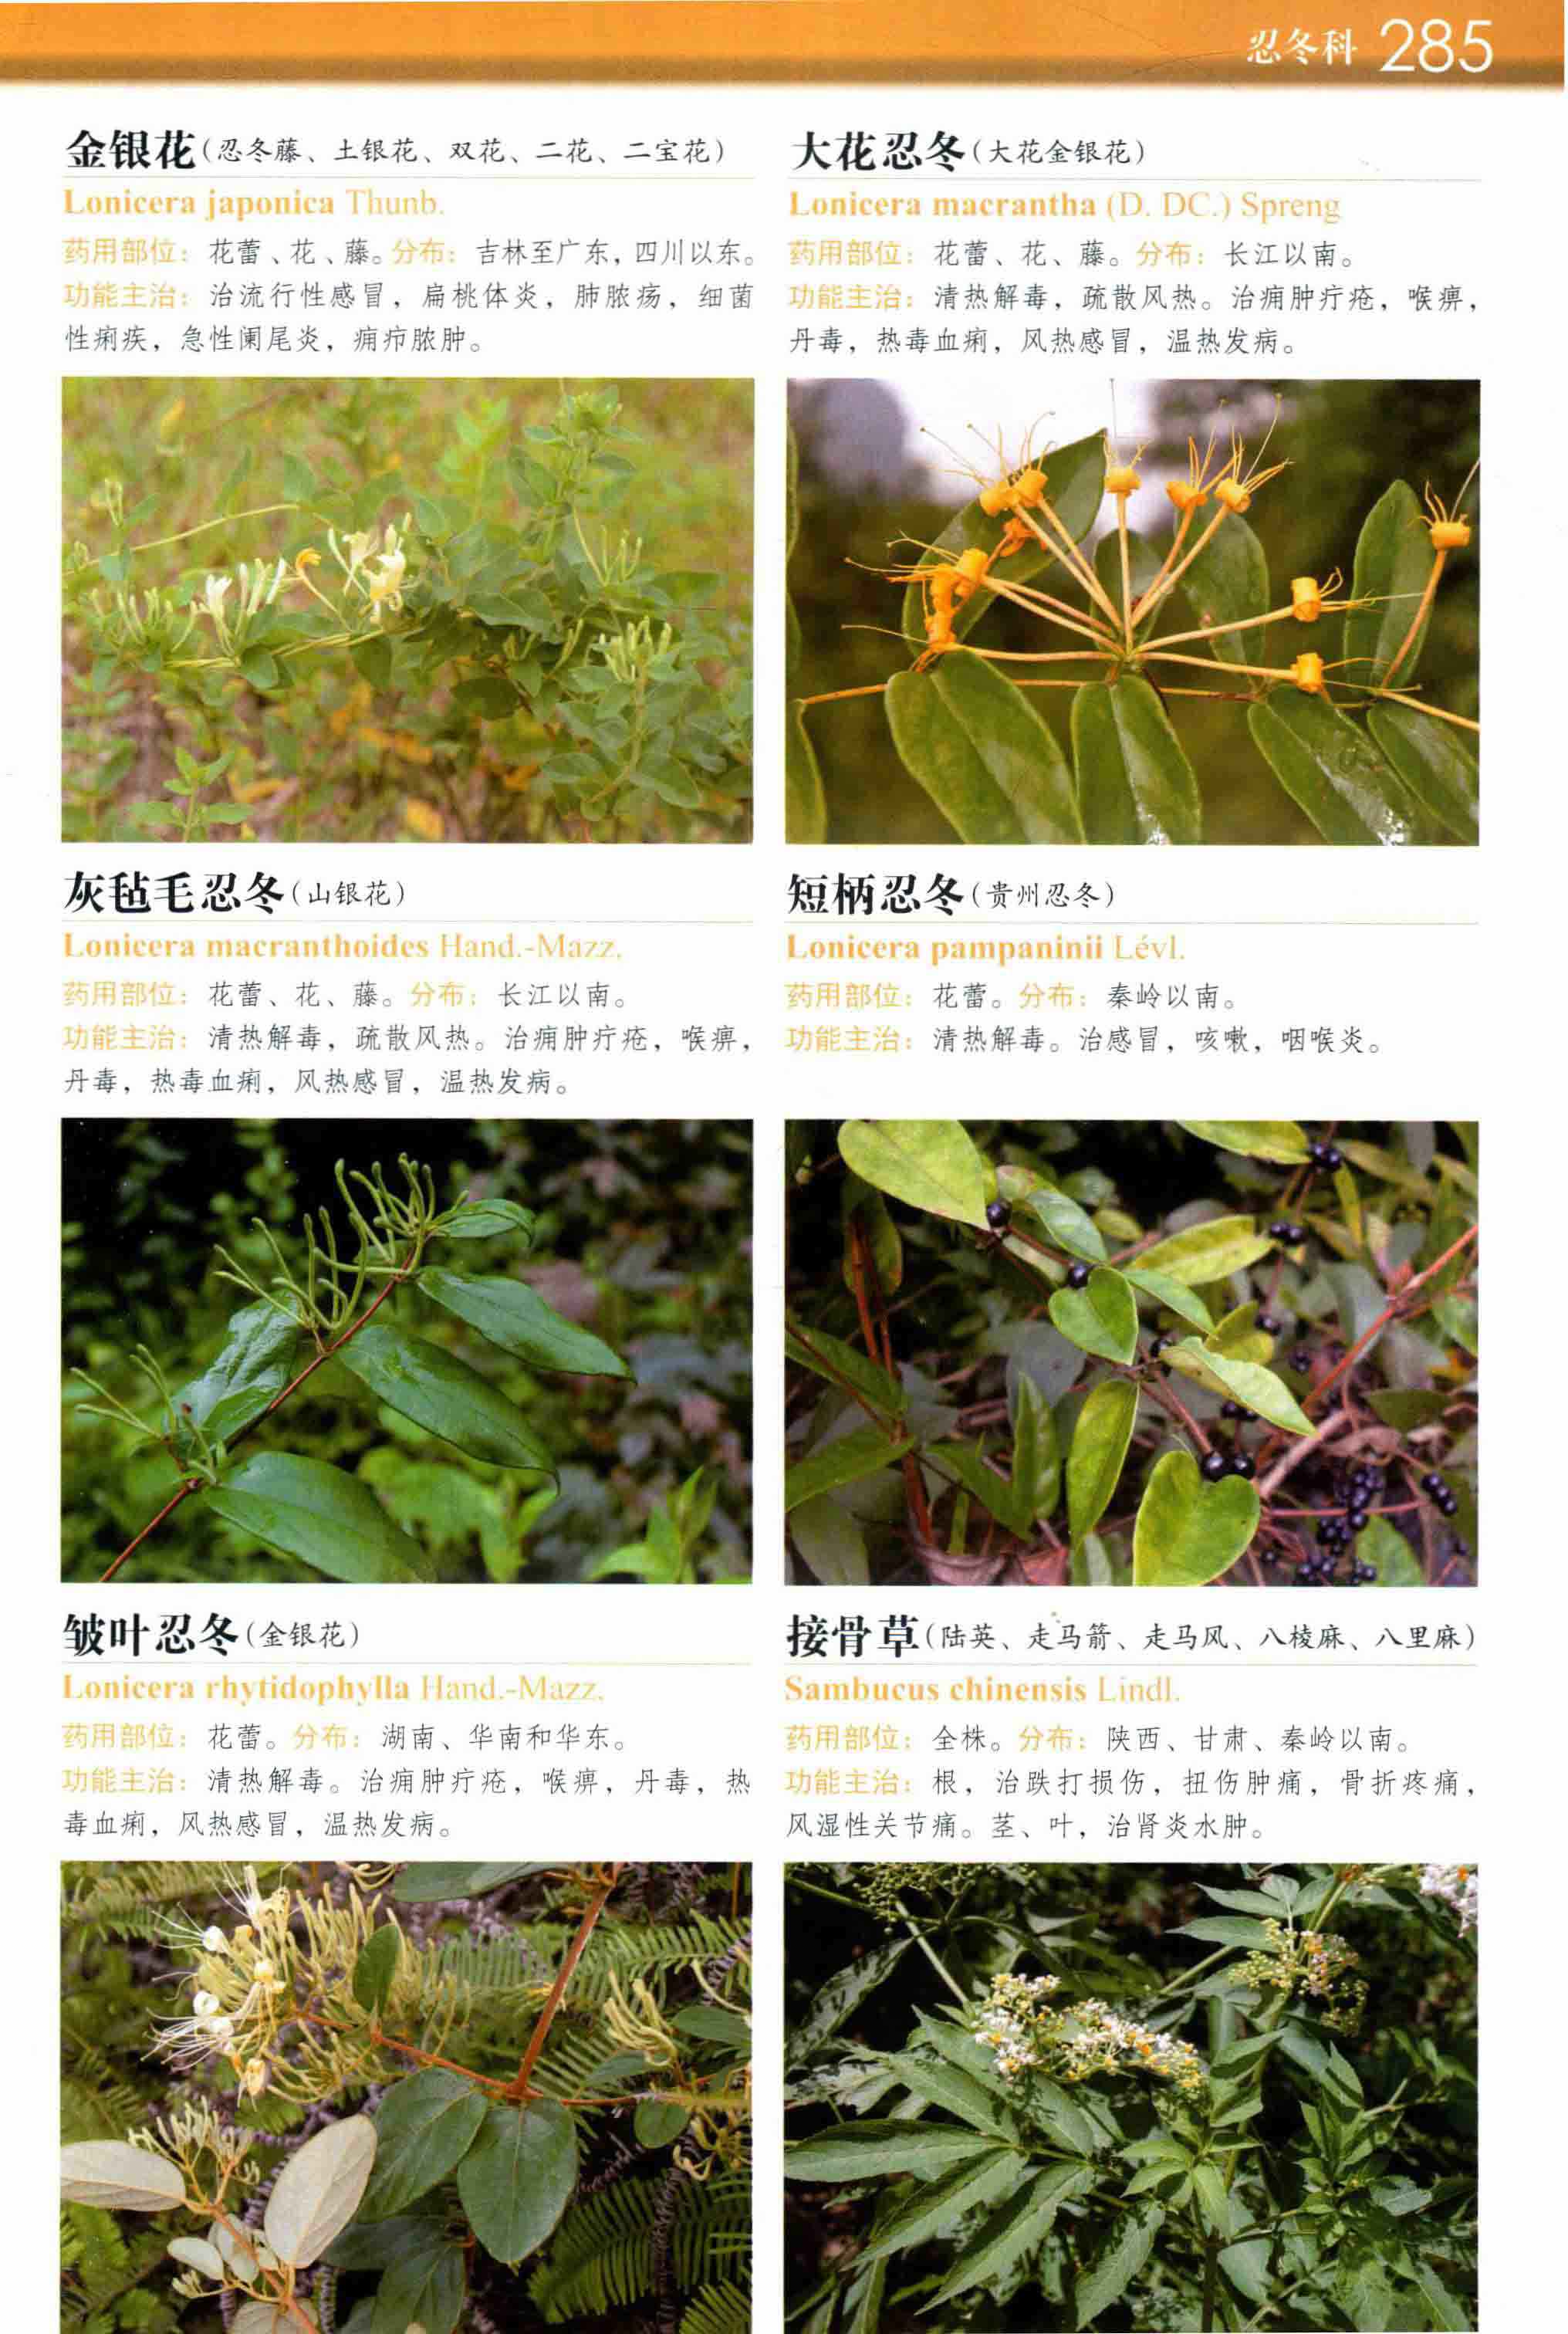 忍冬科 285
金银花(忍冬藤、土银花、双花、二花、二宝花)
Lonicera japonica Thunb.
药用部位：花蕾、花、藤。分布：吉林至广东，四川以东。
功能主治：治流行性感冒，扁桃体炎，肺脓疡，细菌
性痢疾，急性阑尾炎，痈疖脓肿。
大花忍冬(大花金银花)
Lonicera macrantha (D. DC.) Spreng
药用部位：花蕾、花、藤。分布：长江以南。
功能主治：清热解毒，疏散风热。治痈肿疔疮，喉痹，
丹毒，热毒血痢，风热感冒，温热发病。
灰毡毛忍冬(山银花)
Lonicera macranthoides Hand.-Mazz.
药用部位：花蕾、花、藤。分布：长江以南。
功能主治：清热解毒，疏散风热。治痈肿疔疮，喉痹，
丹毒，热毒血痢，风热感冒，温热发病。
短柄忍冬(贵州忍冬)
Lonicera pampaninii Lévl.
药用部位：花蕾。分布：秦岭以南。
功能主治：清热解毒。治感冒，咳嗽，咽喉炎。
皱叶忍冬(金银花)
Lonicera rhytidophylla Hand.-Mazz.
药用部位：花蕾。分布：湖南、华南和华东。
功能主治：清热解毒。治痈肿疔疮，喉痹，丹毒，热
毒血痢，风热感冒，温热发病。
接骨草(陆英、走马箭、走马风、八棱麻、八里麻)
Sambucus chinensis Lindl.
药用部位：全株。分布：陕西、甘肃、秦岭以南。
功能主治：根，治跌打损伤，扭伤肿痛，骨折疼痛，
风湿性关节痛。茎、叶，治肾炎水肿。